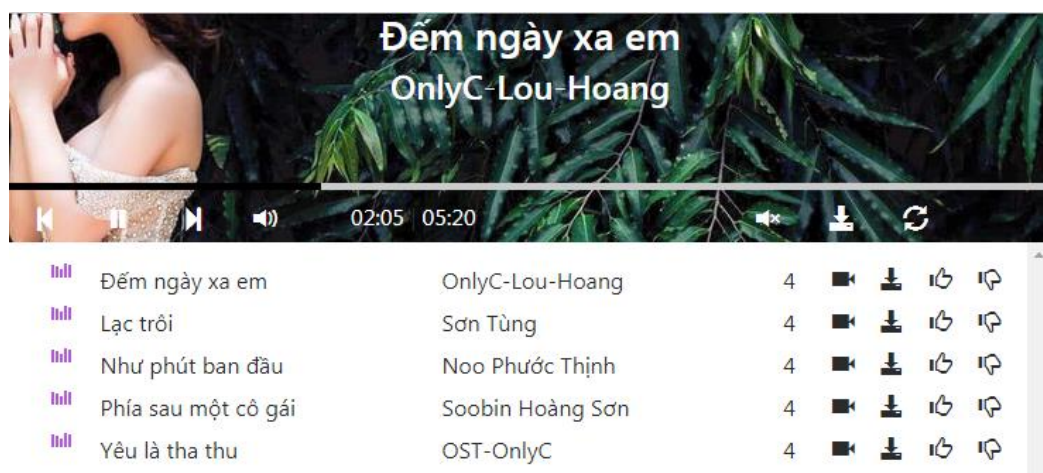 Đếm ngày xa em
OnlyC-Lou-Hoang
02:05 05:20
Đếm ngày xa em OnlyC-Lou-Hoang 4
Lạc trôi Sơn Tùng 4
Như phút ban đầu Noo Phước Thịnh 4
Phía sau một cô gái Soobin Hoàng Sơn 4
Yêu là tha thu OST-OnlyC 4